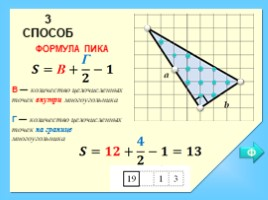 3
СПОСОБ
ФОРМУЛА ПИКА
S = В + Г/2 − 1
В — количество целочисленных
точек внутри многоугольника
Г — количество целочисленных
точек на границе
многоугольника
S = 12 + 4/2 − 1 = 13
a
b
19 1 3
Ф